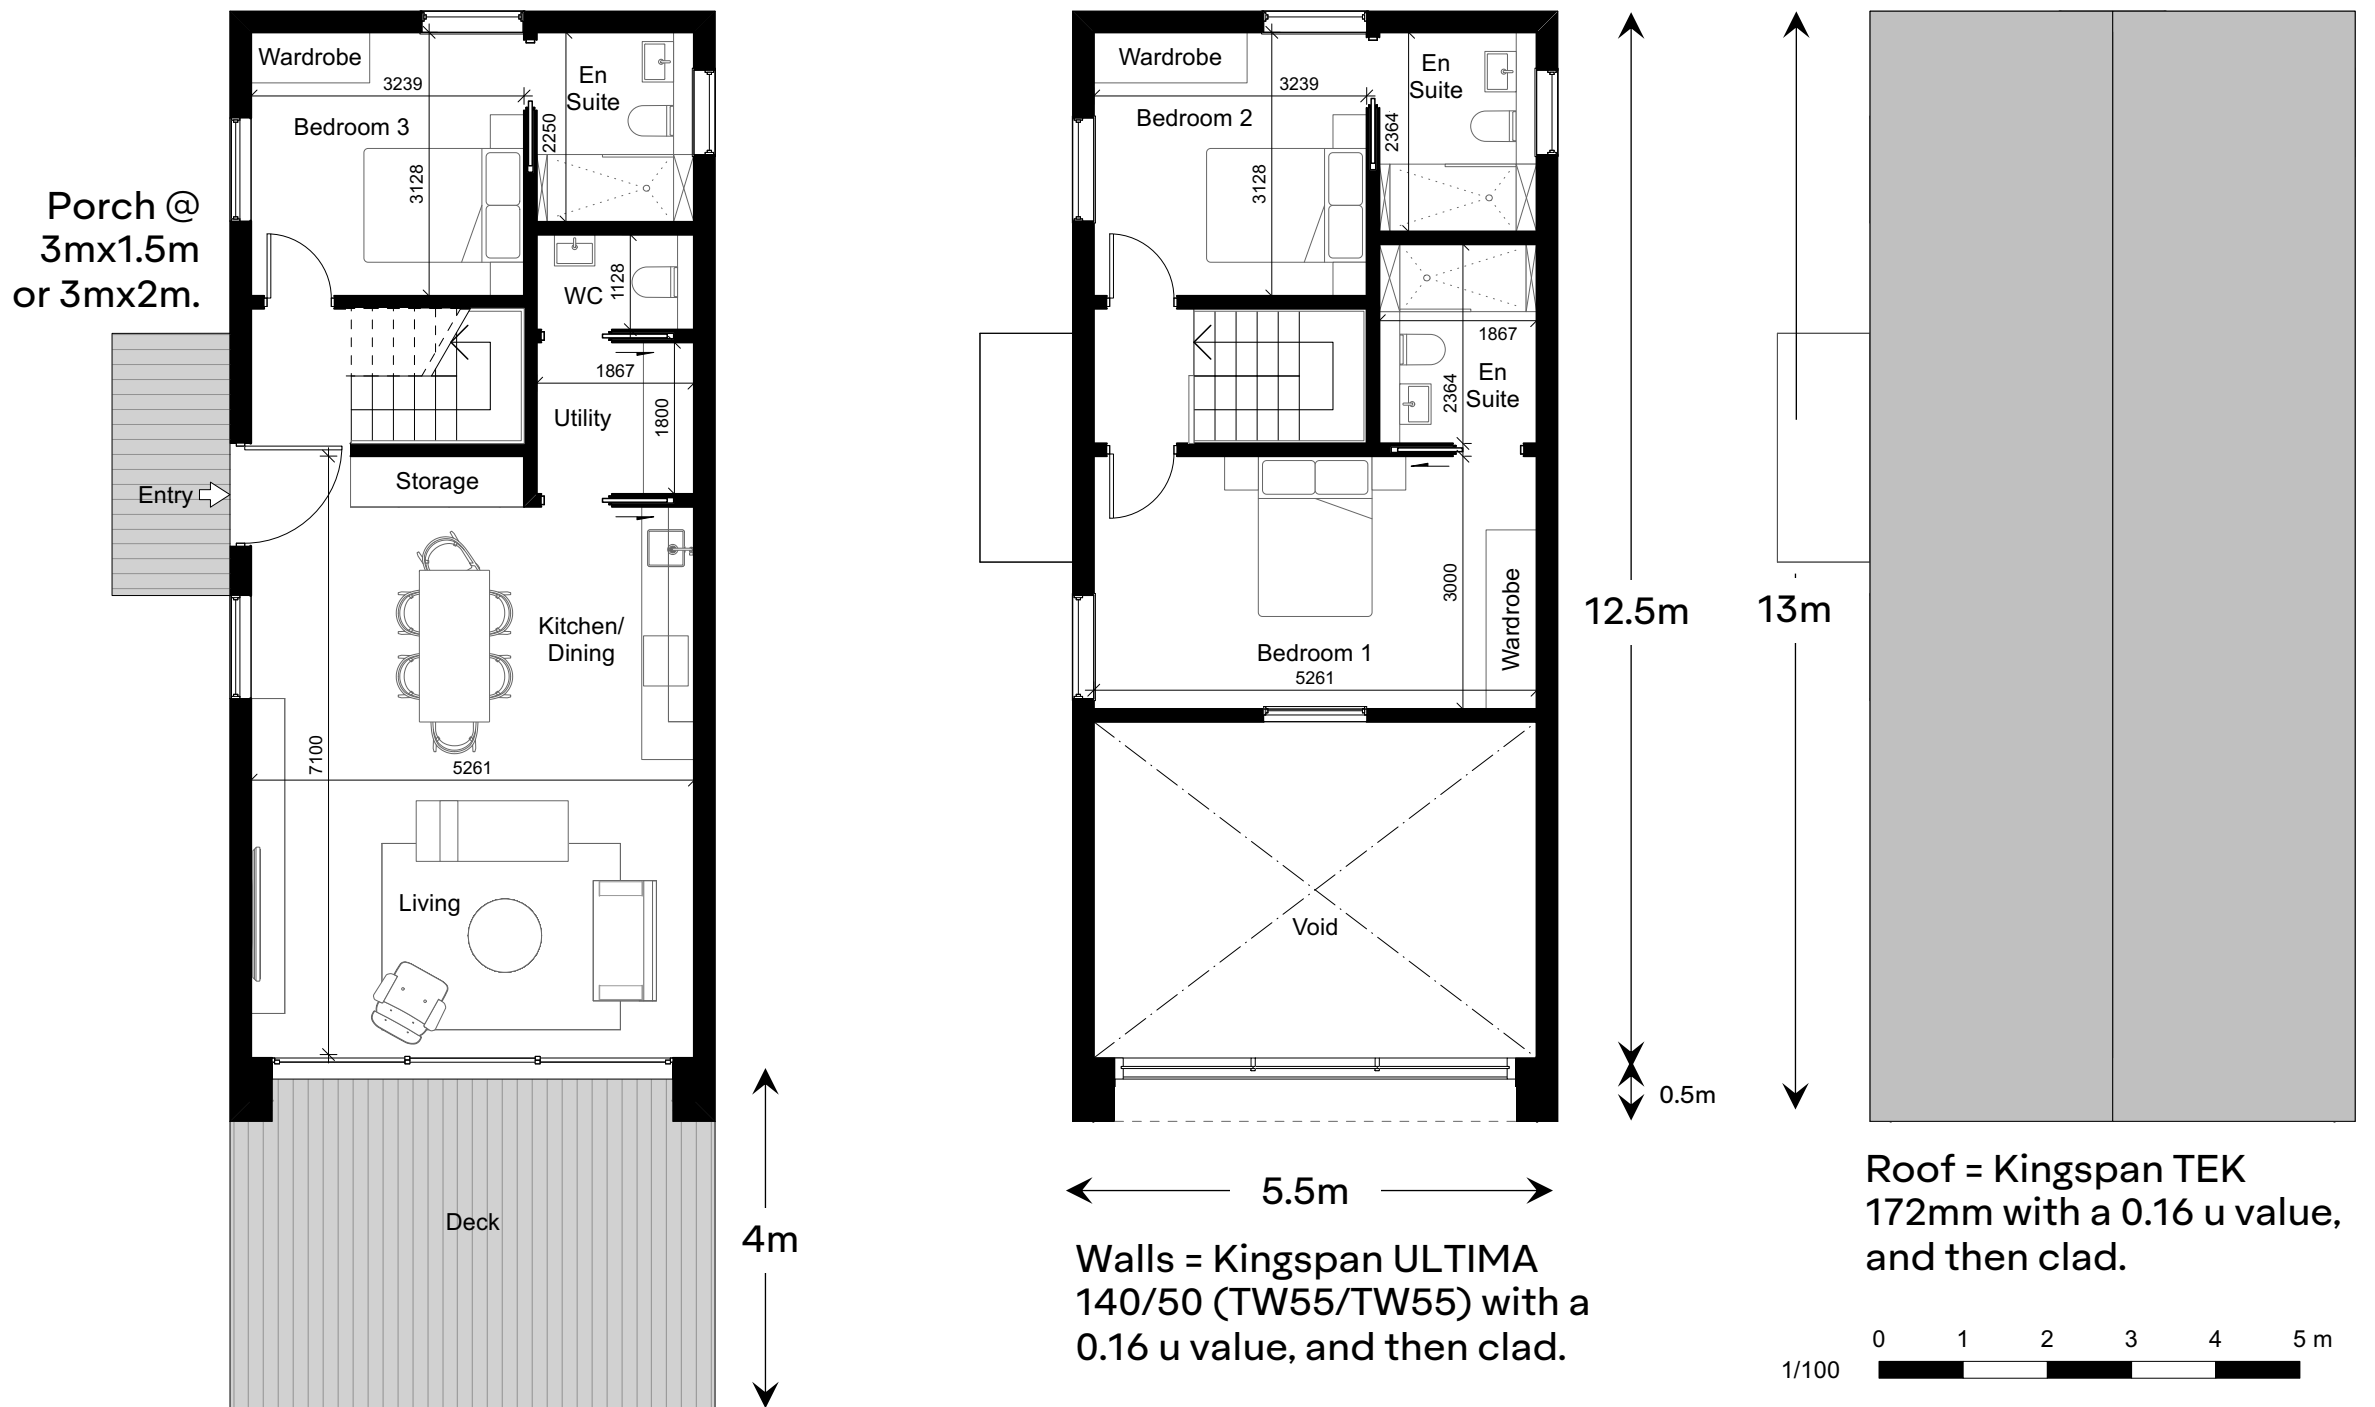 Wardrobe
En
Suite
3239
Bedroom 3
2250
3128
Porch @
3mx1.5m
or 3mx2m.
WC
1128
1867
Utility
1800
Storage
Entry
Kitchen/
Dining
7100
5261
Living
Deck
4m
Wardrobe
En
Suite
3239
Bedroom 2
2364
3128
1867
En
Suite
2364
3000
Wardrobe
Bedroom 1
5261
Void
12.5m
0.5m
5.5m
Walls = Kingspan ULTIMA
140/50 (TW55/TW55) with a
0.16 u value, and then clad.
13m
Roof = Kingspan TEK
172mm with a 0.16 u value,
and then clad.
0 1 2 3 4 5 m
1/100